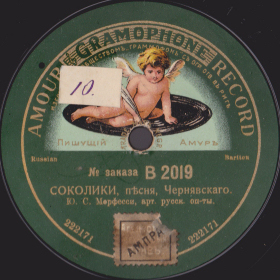 AMOUR GRAMOPHONE RECORD
10.
ПИШУЩІЙ АМУРЪ
Russian
Bariton
№ заказа В 2019
СОКОЛИКИ, пѣсня, Чернявскаго.
Ю. С. Морфесси, арт. русск. оп-ты.
222171
222171
АМПРА